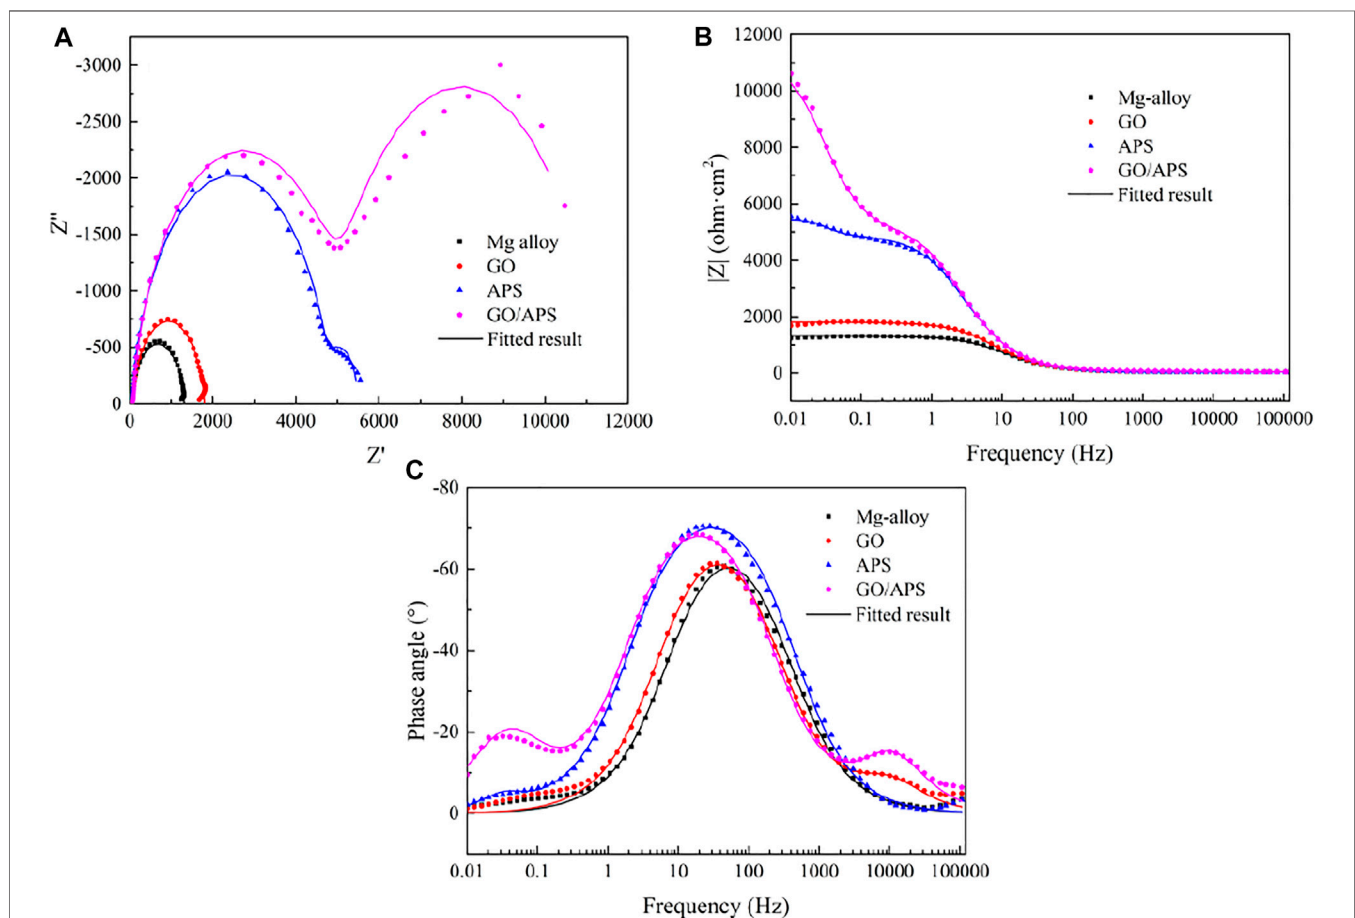 A
-3000
-2500
-2000
-1500
-1000
-500
0
Z"
Mg alloy
GO
APS
GO/APS
Fitted result
0 2000 4000 6000 8000 10000 12000
Z'
B
12000
10000
8000
6000
4000
2000
0
|Z| (ohm·cm²)
Mg-alloy
GO
APS
GO/APS
Fitted result
0.01 0.1 1 10 100 1000 10000 100000
Frequency (Hz)
C
-80
-60
-40
-20
0
Phase angle (°)
Mg-alloy
GO
APS
GO/APS
Fitted result
0.01 0.1 1 10 100 1000 10000 100000
Frequency (Hz)